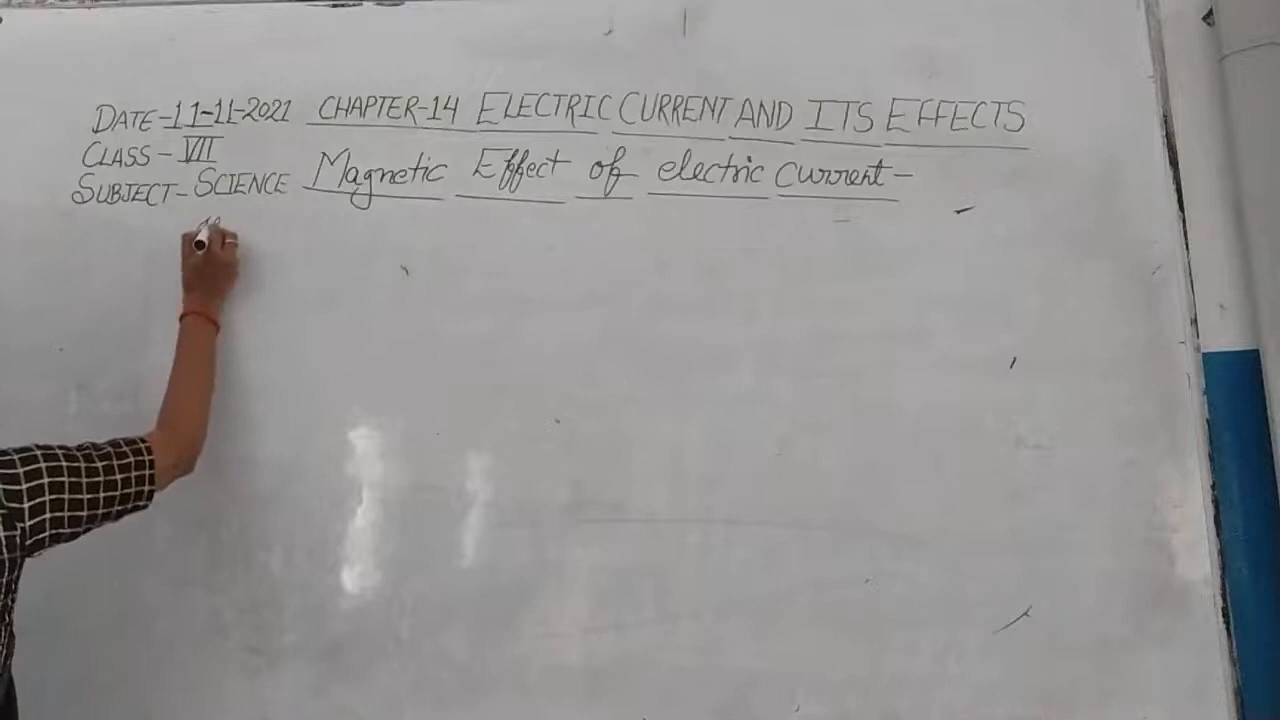 DATE-11-11-2021 CHAPTER-14 ELECTRIC CURRENT AND ITS EFFECTS
CLASS-VII
SUBJECT-SCIENCE Magnetic Effect of electric current-